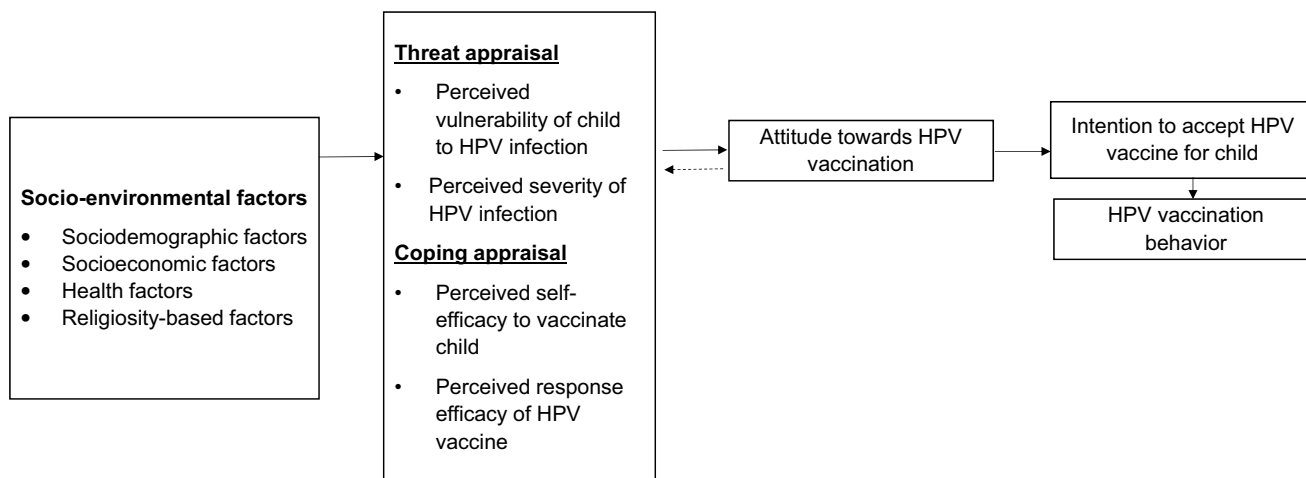 Socio-environmental factors
• Sociodemographic factors
• Socioeconomic factors
• Health factors
• Religiosity-based factors
Threat appraisal
• Perceived
vulnerability of child
to HPV infection
• Perceived severity of
HPV infection
Coping appraisal
• Perceived self-
efficacy to vaccinate
child
• Perceived response
efficacy of HPV
vaccine
Attitude towards HPV
vaccination
Intention to accept HPV
vaccine for child
HPV vaccination
behavior